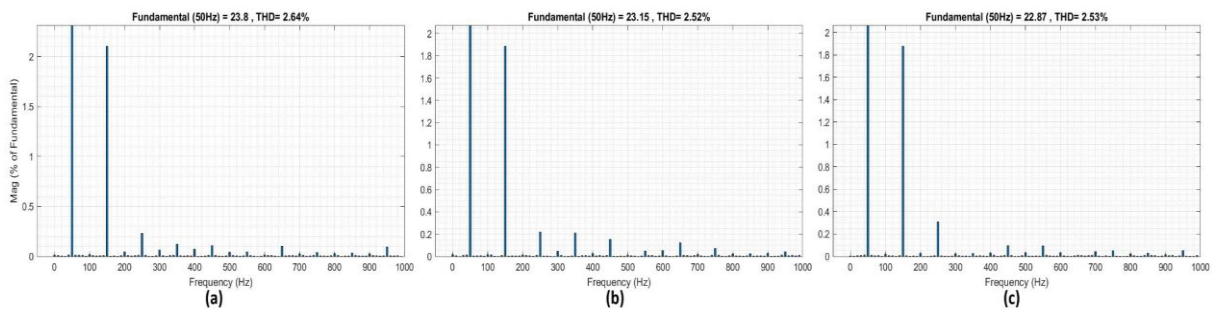 Fundamental (50Hz) = 23.8 , THD= 2.64%
Mag (% of Fundamental)
2
1.5
1
0.5
0
0 100 200 300 400 500 600 700 800 900 1000
Frequency (Hz)
(a)
Fundamental (50Hz) = 23.15 , THD= 2.52%
2
1.8
1.6
1.4
1.2
1
0.8
0.6
0.4
0.2
0
0 100 200 300 400 500 600 700 800 900 1000
Frequency (Hz)
(b)
Fundamental (50Hz) = 22.87 , THD= 2.53%
2
1.8
1.6
1.4
1.2
1
0.8
0.6
0.4
0.2
0
0 100 200 300 400 500 600 700 800 900 1000
Frequency (Hz)
(c)